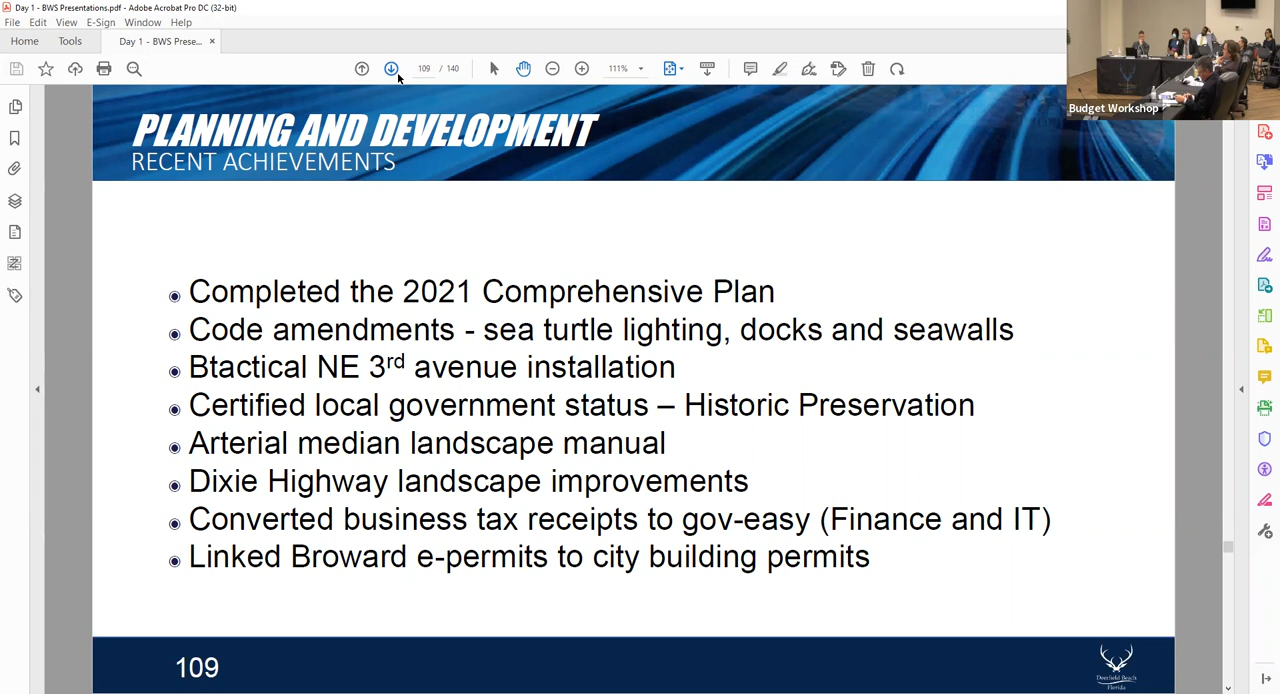 Day 1 - BWS Presentations.pdf - Adobe Acrobat Pro DC (32-bit)
File Edit View E-Sign Window Help
Home Tools Day 1 - BWS Prese... ×
109 / 140 111%
Budget Workshop
PLANNING AND DEVELOPMENT
RECENT ACHIEVEMENTS
Completed the 2021 Comprehensive Plan
Code amendments - sea turtle lighting, docks and seawalls
Btactical NE 3rd avenue installation
Certified local government status – Historic Preservation
Arterial median landscape manual
Dixie Highway landscape improvements
Converted business tax receipts to gov-easy (Finance and IT)
Linked Broward e-permits to city building permits
109
Deerfield Beach
Florida